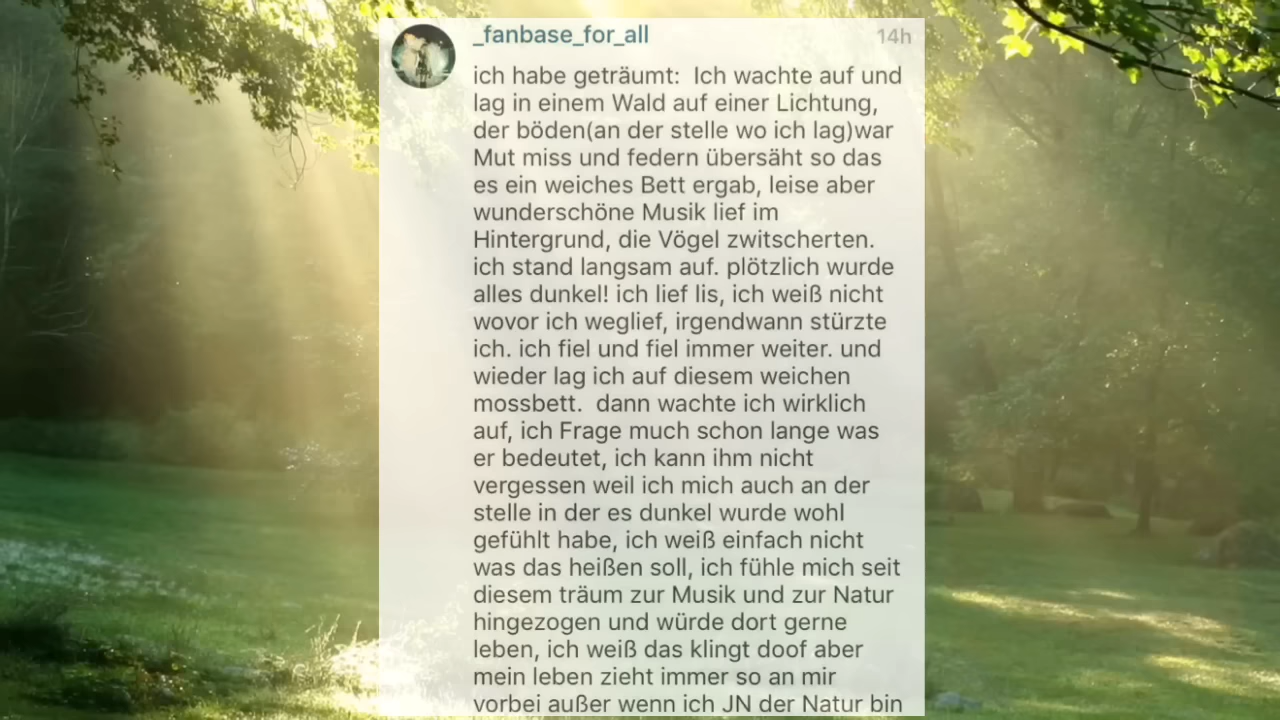 _fanbase_for_all 14h
ich habe geträumt:  Ich wachte auf und
lag in einem Wald auf einer Lichtung,
der böden(an der stelle wo ich lag)war
Mut miss und federn übersäht so das
es ein weiches Bett ergab, leise aber
wunderschöne Musik lief im
Hintergrund, die Vögel zwitscherten.
ich stand langsam auf. plötzlich wurde
alles dunkel! ich lief lis, ich weiß nicht
wovor ich weglief, irgendwann stürzte
ich. ich fiel und fiel immer weiter. und
wieder lag ich auf diesem weichen
mossbett.  dann wachte ich wirklich
auf, ich Frage much schon lange was
er bedeutet, ich kann ihm nicht
vergessen weil ich mich auch an der
stelle in der es dunkel wurde wohl
gefühlt habe, ich weiß einfach nicht
was das heißen soll, ich fühle mich seit
diesem träum zur Musik und zur Natur
hingezogen und würde dort gerne
leben, ich weiß das klingt doof aber
mein leben zieht immer so an mir
vorbei außer wenn ich JN der Natur bin